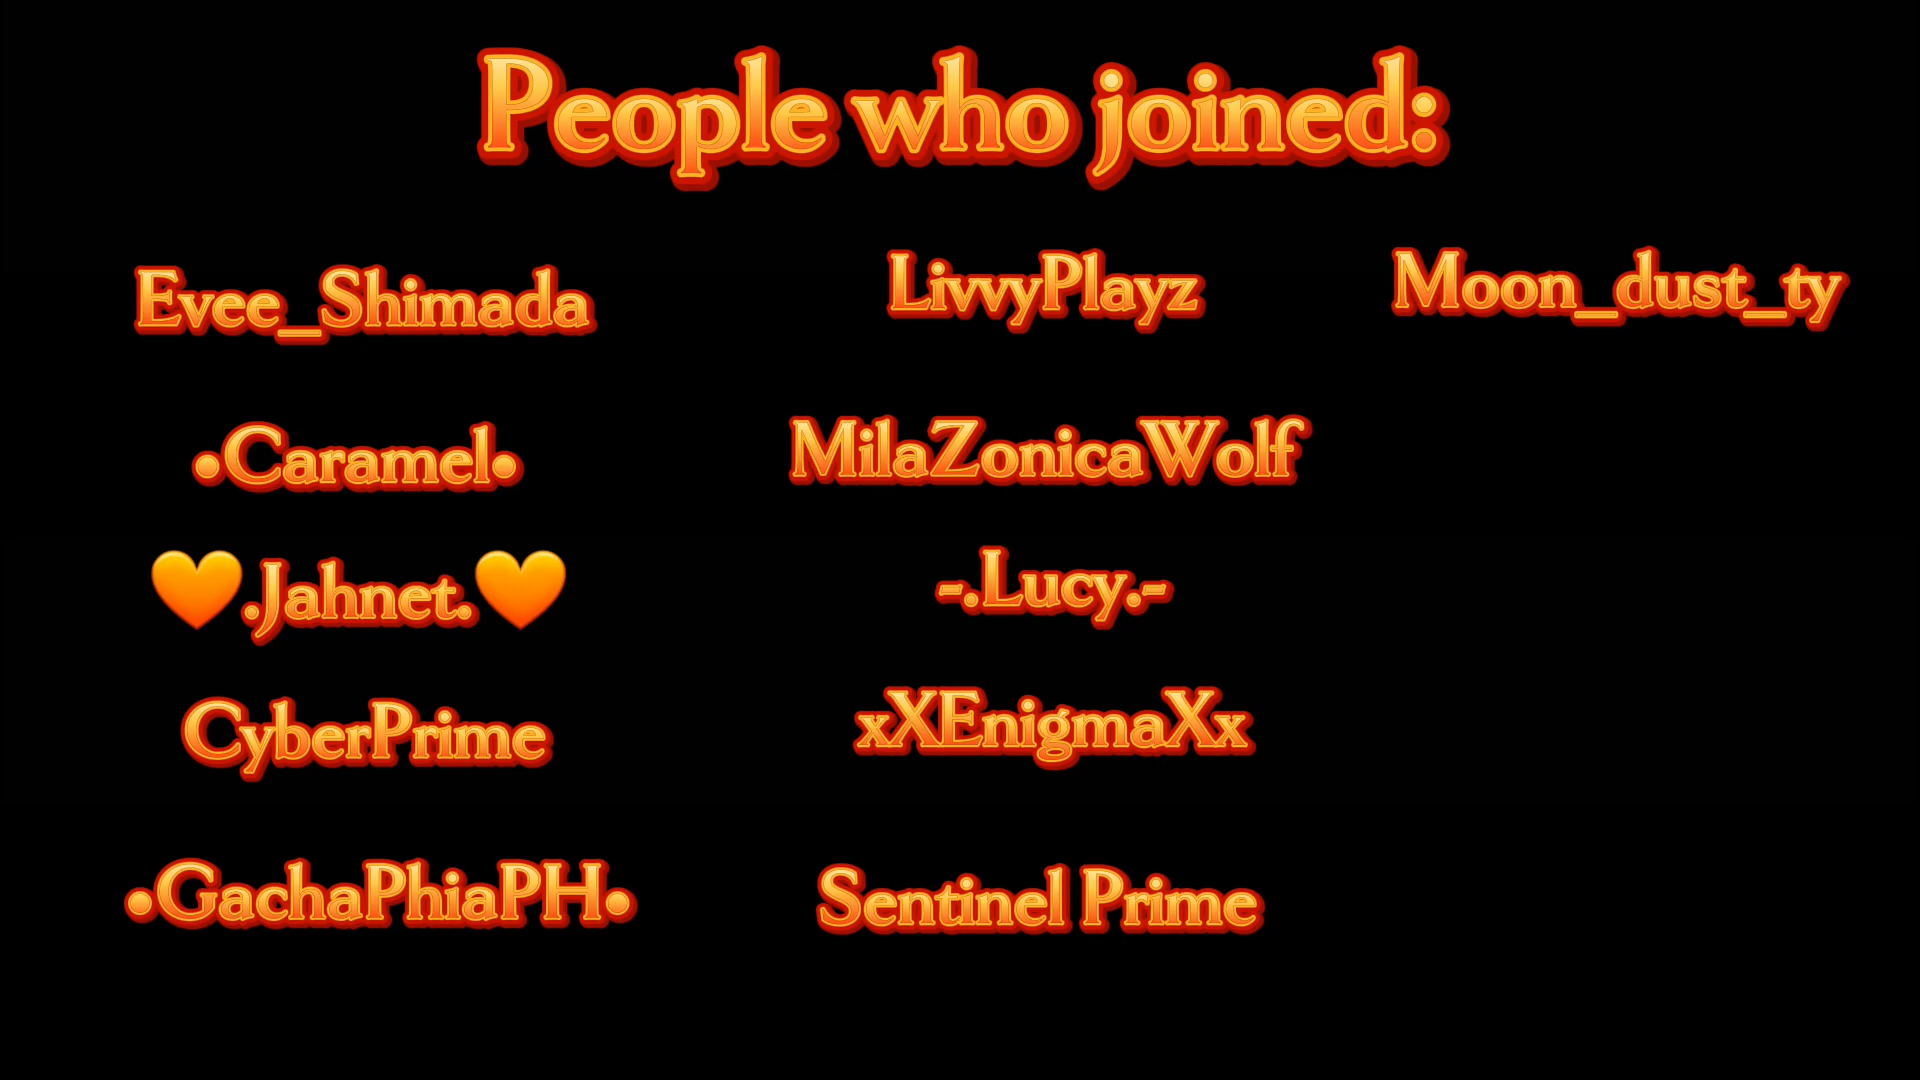 People who joined:
Evee_Shimada
•Caramel•
🧡.Jahnet.🧡
CyberPrime
•GachaPhiaPH•
LivvyPlayz
MilaZonicaWolf
-.Lucy.-
xXEnigmaXx
Sentinel Prime
Moon_dust_ty